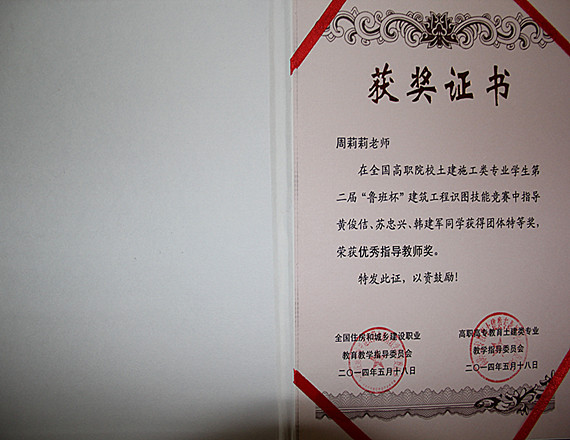 获奖证书
周莉莉老师
在全国高职院校土建施工类专业学生第
二届“鲁班杯”建筑工程识图技能竞赛中指导
黄俊信、苏忠兴、韩建军同学获得团体特等奖，
荣获优秀指导教师奖。
特发此证，以资鼓励！
全国住房和城乡建设职业
教育教学指导委员会
二〇一四年五月十八日
高职高专教育土建类专业
教学指导委员会
二〇一四年五月十八日